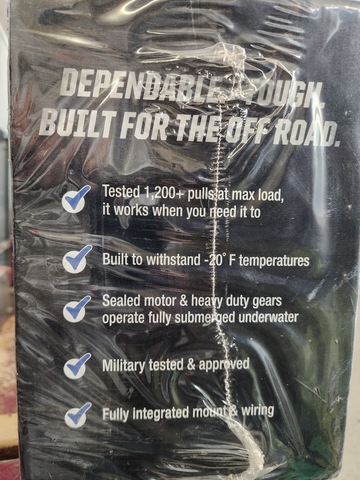 DEPENDABLE. TOUGH.
BUILT FOR THE OFF ROAD.
Tested 1,200+ pulls at max load,
it works when you need it to
Built to withstand -20° F temperatures
Sealed motor & heavy duty gears
operate fully submerged underwater
Military tested & approved
Fully integrated mount & wiring